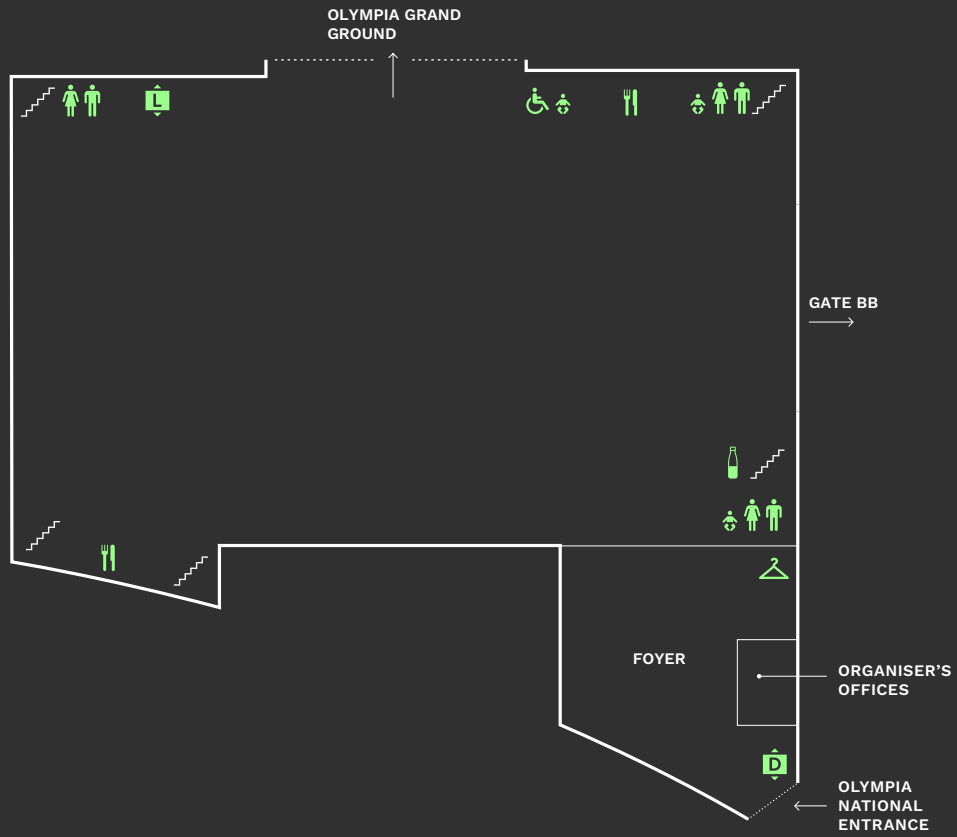 OLYMPIA GRAND
GROUND
L
GATE BB
FOYER
ORGANISER'S
OFFICES
D
OLYMPIA
NATIONAL
ENTRANCE